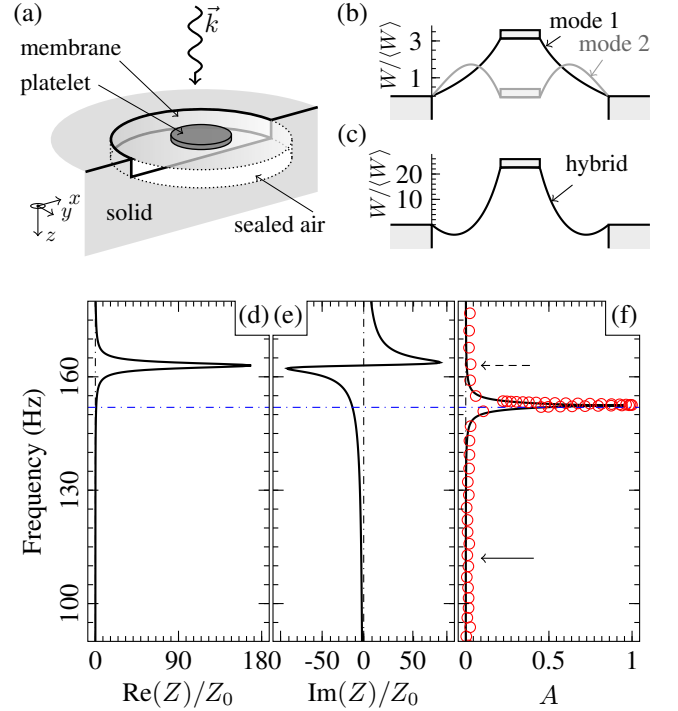 (a)
k
membrane
platelet
x
y
z
solid
sealed air
(b)
W/⟨W⟩
3
1
mode 1
mode 2
(c)
W/⟨W⟩
20
10
hybrid
(d) (e) (f)
Frequency (Hz)
160
130
100
0 90 180 -50 0 50 0 0.5 1
Re(Z)/Z0 Im(Z)/Z0 A